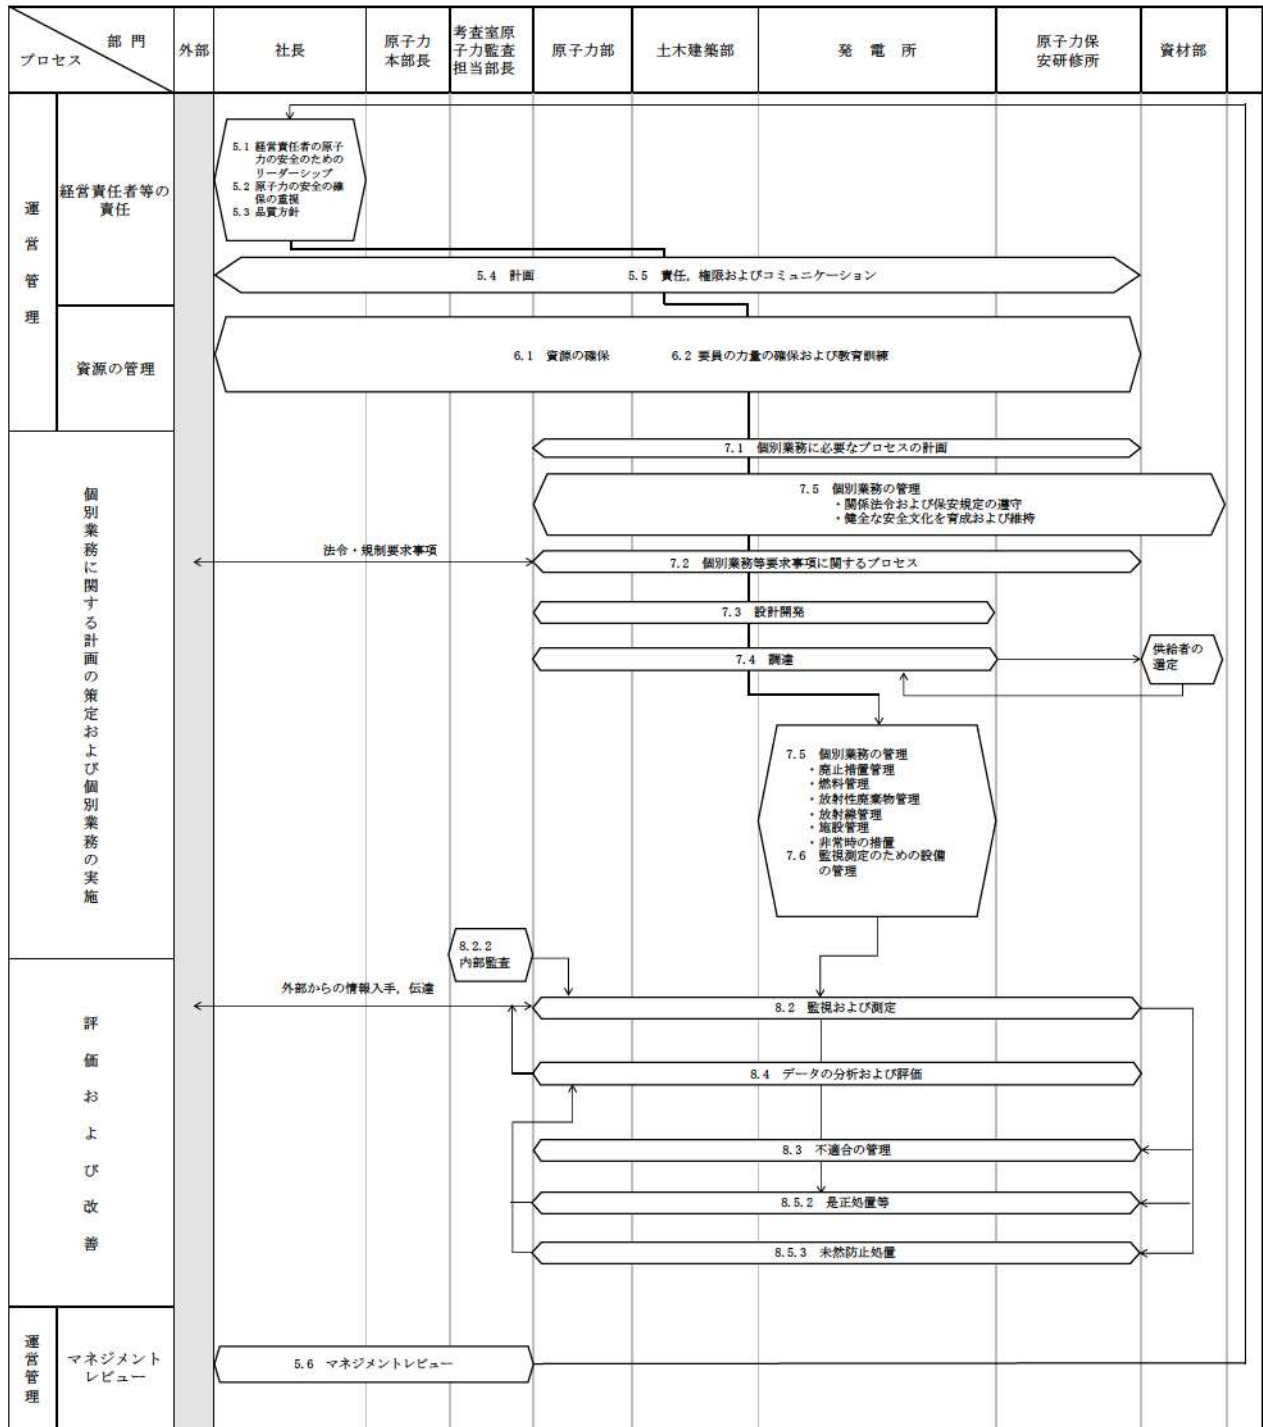 部門
プロセス
外部
社長
原子力
本部長
考査室原
子力監査
担当部長
原子力部
土木建築部
発電所
原子力保
安研修所
資材部
運営管理
経営責任者等の
責任
5.1 経営責任者の原子
力の安全のための
リーダーシップ
5.2 原子力の安全の確
保の重視
5.3 品質方針
5.4 計画
5.5 責任,権限およびコミュニケーション
資源の管理
6.1 資源の確保
6.2 要員の力量の確保および教育訓練
個別業務に関する計画の策定および個別業務の実施
7.1 個別業務に必要なプロセスの計画
7.5 個別業務の管理
・関係法令および保安規定の遵守
・健全な安全文化を育成および維持
法令・規制要求事項
7.2 個別業務等要求事項に関するプロセス
7.3 設計開発
7.4 調達
供給者の
選定
7.5 個別業務の管理
・廃止措置管理
・燃料管理
・放射性廃棄物管理
・放射線管理
・施設管理
・非常時の措置
7.6 監視測定のための設備
の管理
8.2.2
内部監査
評価および改善
外部からの情報入手,伝達
8.2 監視および測定
8.4 データの分析および評価
8.3 不適合の管理
8.5.2 是正処置等
8.5.3 未然防止処置
運営管理
マネジメント
レビュー
5.6 マネジメントレビュー